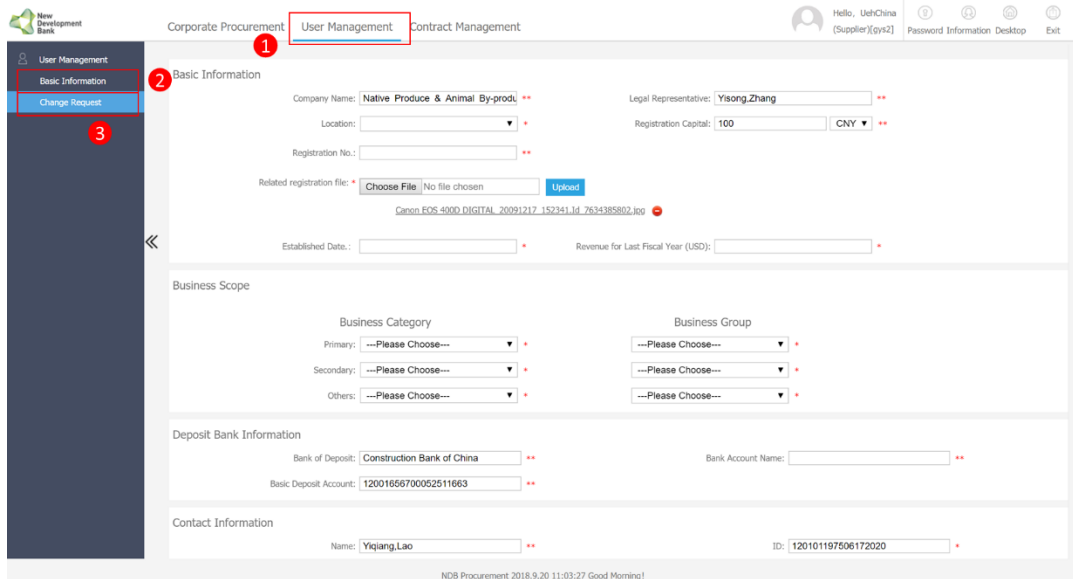 New
Development
Bank
Corporate Procurement User Management Contract Management
Hello, UehChina
(Supplier)[gys2]
Password Information Desktop Exit
1
User Management
Basic Information
2
Change Request
3
Basic Information
Company Name: Native Produce & Animal By-produ ** Legal Representative: Yisong,Zhang **
Location: * Registration Capital: 100 CNY **
Registration No.: **
Related registration file: * Choose File No file chosen Upload
Canon EOS 400D DIGITAL_20091217_152341.Id_7634385802.jpg
Established Date.: * Revenue for Last Fiscal Year (USD): *
Business Scope
Business Category Business Group
Primary: ---Please Choose--- * ---Please Choose--- *
Secondary: ---Please Choose--- * ---Please Choose--- *
Others: ---Please Choose--- * ---Please Choose--- *
Deposit Bank Information
Bank of Deposit: Construction Bank of China ** Bank Account Name: **
Basic Deposit Account: 12001656700052511663 **
Contact Information
Name: Yiqiang,Lao ** ID: 120101197506172020 *
NDB Procurement 2018.9.20 11:03:27 Good Morning!